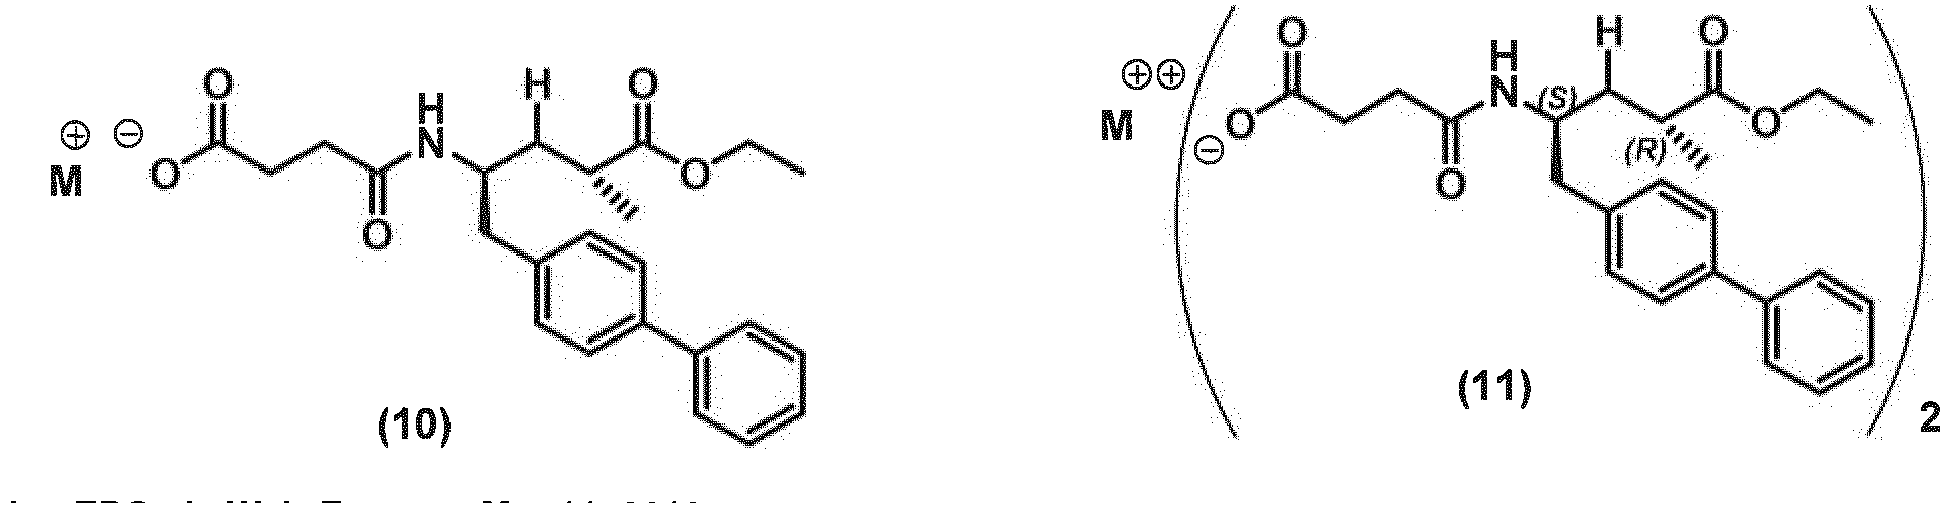 M ⊕ ⊖ O O O H N H O O
(10)
M ⊕⊕ ⊖ O O O H N (S) H (R) O O
(11)
2